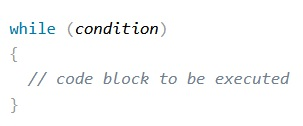 while (condition)
{
  // code block to be executed
}